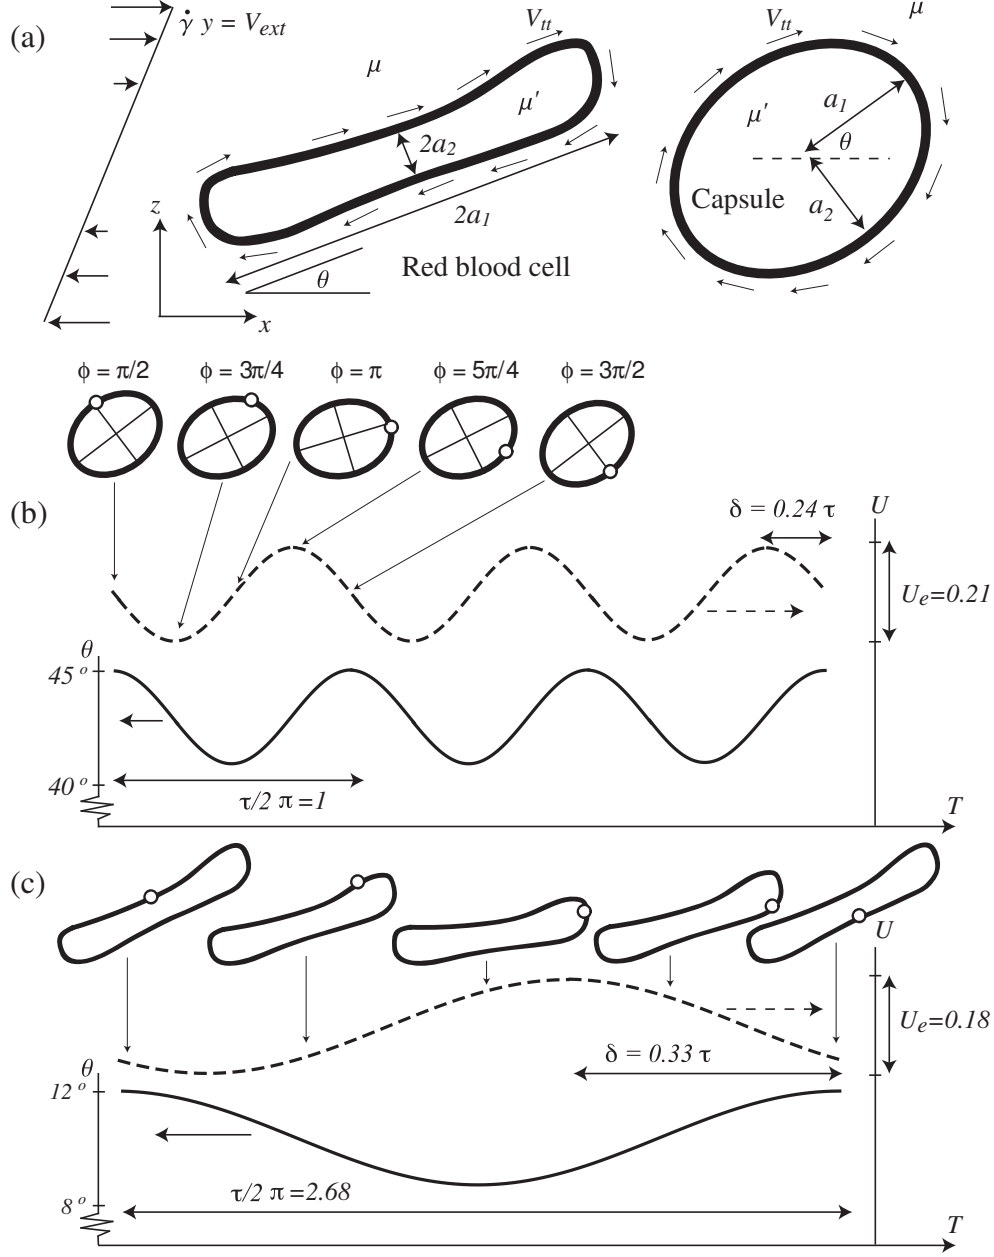 (a)
γ̇ y = V_ext
μ
V_tt
μ'
2a_2
2a_1
z
x
θ
Red blood cell
V_tt
μ
μ'
a_1
θ
Capsule
a_2
ϕ = π/2
ϕ = 3π/4
ϕ = π
ϕ = 5π/4
ϕ = 3π/2
(b)
δ = 0.24 τ
U
U_e=0.21
θ
45°
40°
τ/2 π = 1
T
(c)
U
U_e=0.18
δ = 0.33 τ
θ
12°
8°
τ/2 π = 2.68
T